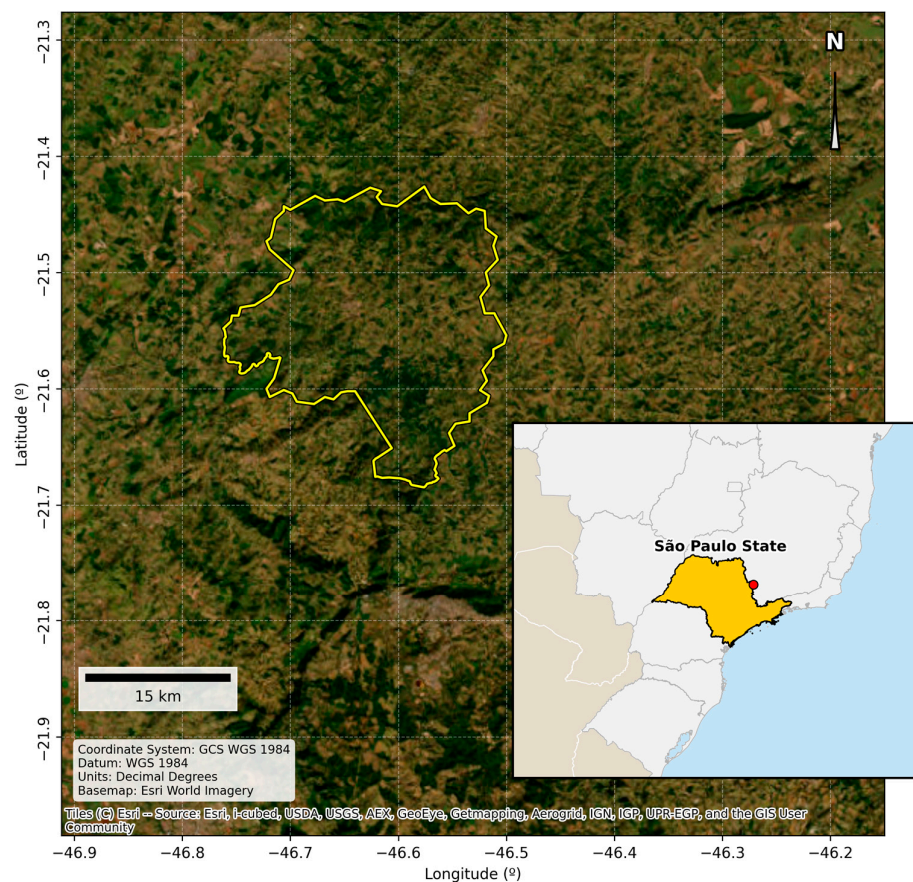 N
−21.3
−21.4
−21.5
−21.6
−21.7
−21.8
−21.9
Latitude (º)
São Paulo State
15 km
Coordinate System: GCS WGS 1984
Datum: WGS 1984
Units: Decimal Degrees
Basemap: Esri World Imagery
Tiles (C) Esri -- Source: Esri, i-cubed, USDA, USGS, AEX, GeoEye, Getmapping, Aerogrid, IGN, IGP, UPR-EGP, and the GIS User
Community
−46.9 −46.8 −46.7 −46.6 −46.5 −46.4 −46.3 −46.2
Longitude (º)